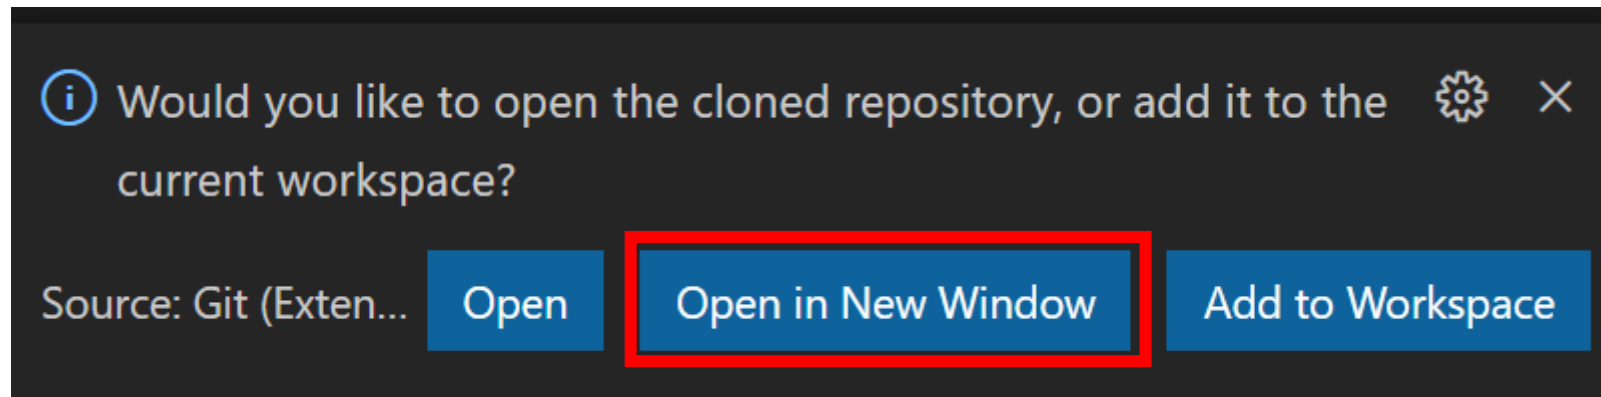 Would you like to open the cloned repository, or add it to the
current workspace?
Source: Git (Exten... Open Open in New Window Add to Workspace